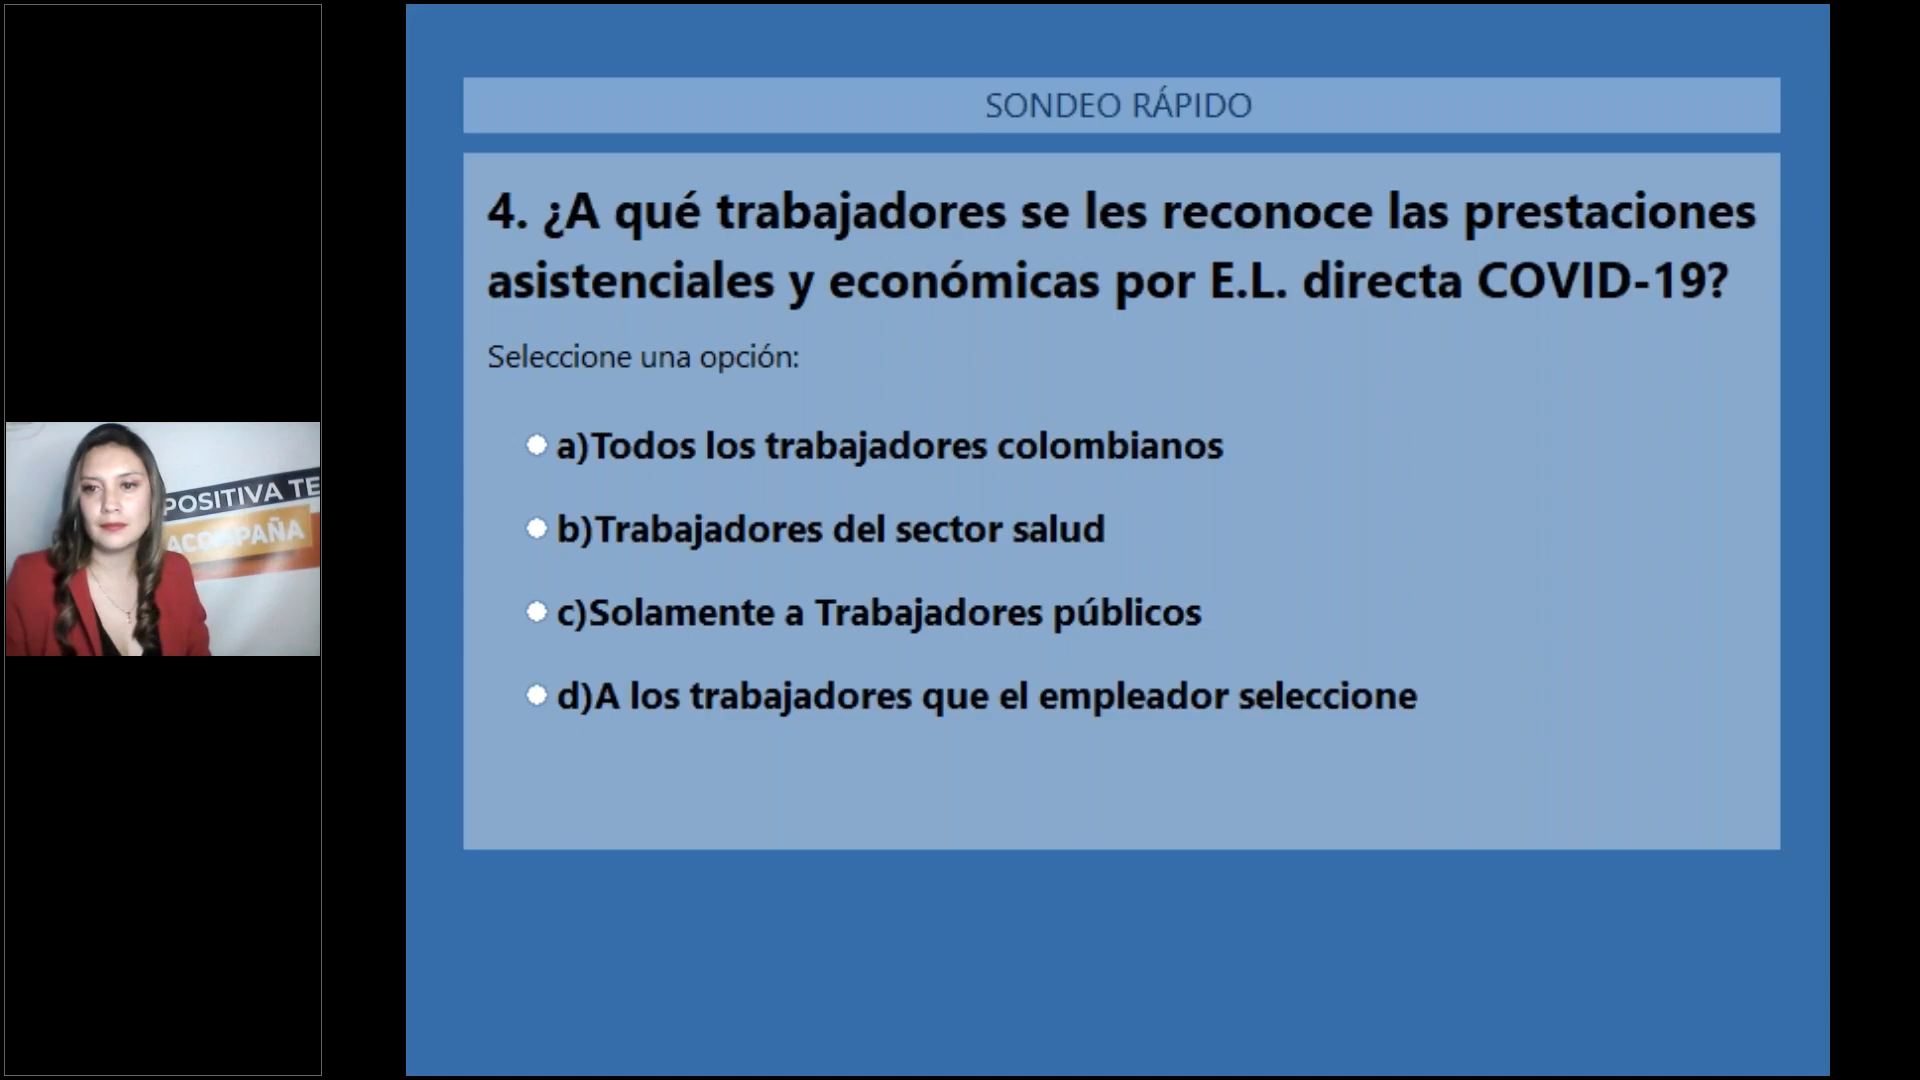 POSITIVA TE
ACOMPAÑA
SONDEO RÁPIDO
4. ¿A qué trabajadores se les reconoce las prestaciones
asistenciales y económicas por E.L. directa COVID-19?
Seleccione una opción:
a)Todos los trabajadores colombianos
b)Trabajadores del sector salud
c)Solamente a Trabajadores públicos
d)A los trabajadores que el empleador seleccione